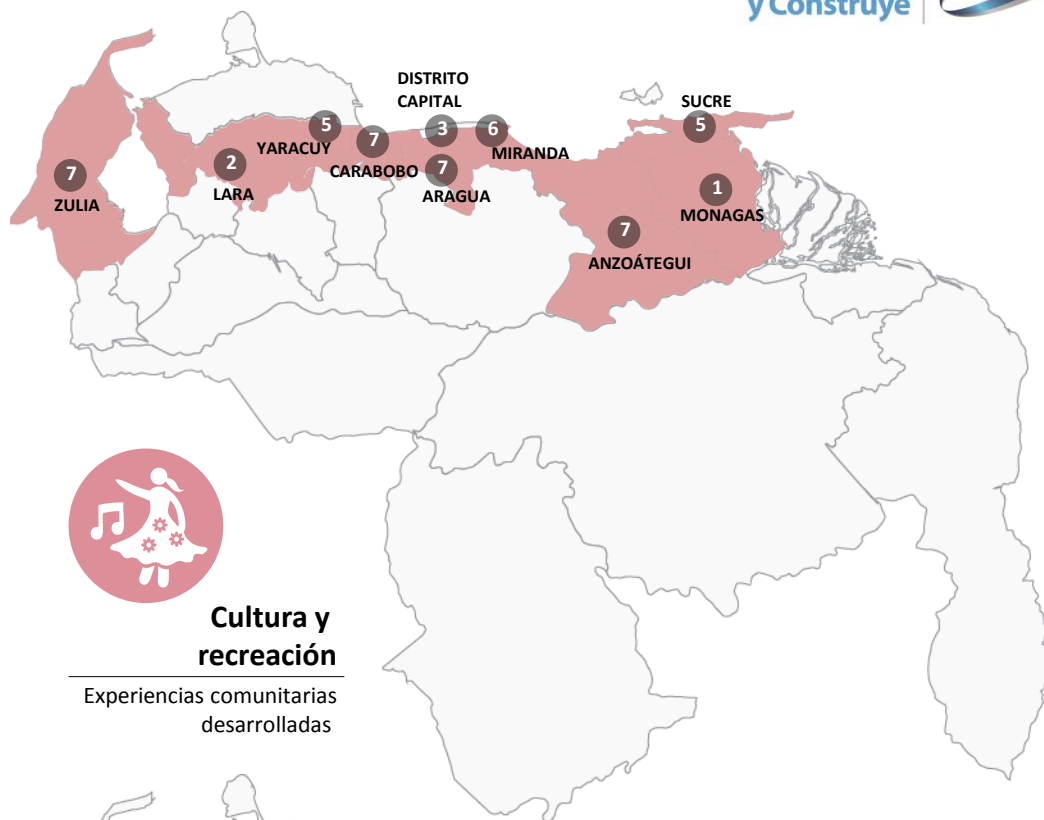 y Construye
DISTRITO
CAPITAL
SUCRE
5
3
6
5
YARACUY
7
MIRANDA
CARABOBO
2
7
LARA
ARAGUA
7
ZULIA
1
MONAGAS
7
ANZOÁTEGUI
Cultura y
recreación
Experiencias comunitarias
desarrolladas